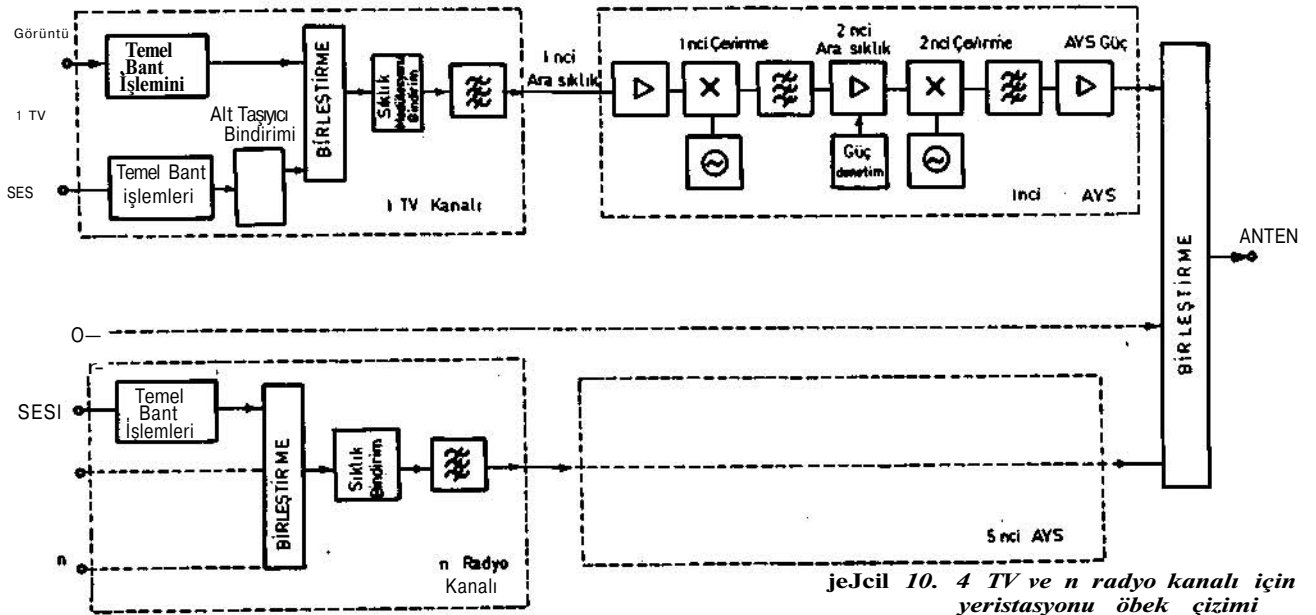 Görüntü
1 TV
SES
Temel
Bant
İşlemini
Temel Bant
işlemleri
Alt Taşıyıcı
Bindirimi
BİRLEŞTİRME
Sıklık
Bindirim
1 TV Kanalı
1 nci
Ara sıklık
1 nci Çevirme
2 nci
Ara sıklık
2 nci Çevirme
AYS Güç
Güç
denetim
1nci AYS
BİRLEŞTİRME
ANTEN
O—
SESI
n
Temel
Bant
İşlemleri
BİRLEŞTİRME
Sıklık
Bindirim
n Radyo
Kanalı
5 nci AYS
jeJcil 10. 4 TV ve n radyo kanalı için
yeristasyonu öbek çizimi